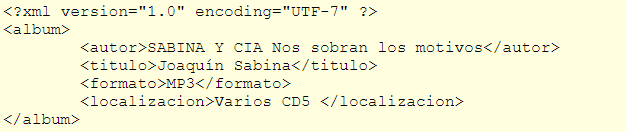 <?xml version="1.0" encoding="UTF-7" ?>
<album>
<autor>SABINA Y CIA Nos sobran los motivos</autor>
<titulo>Joaquín Sabina</titulo>
<formato>MP3</formato>
<localizacion>Varios CD5 </localizacion>
</album>